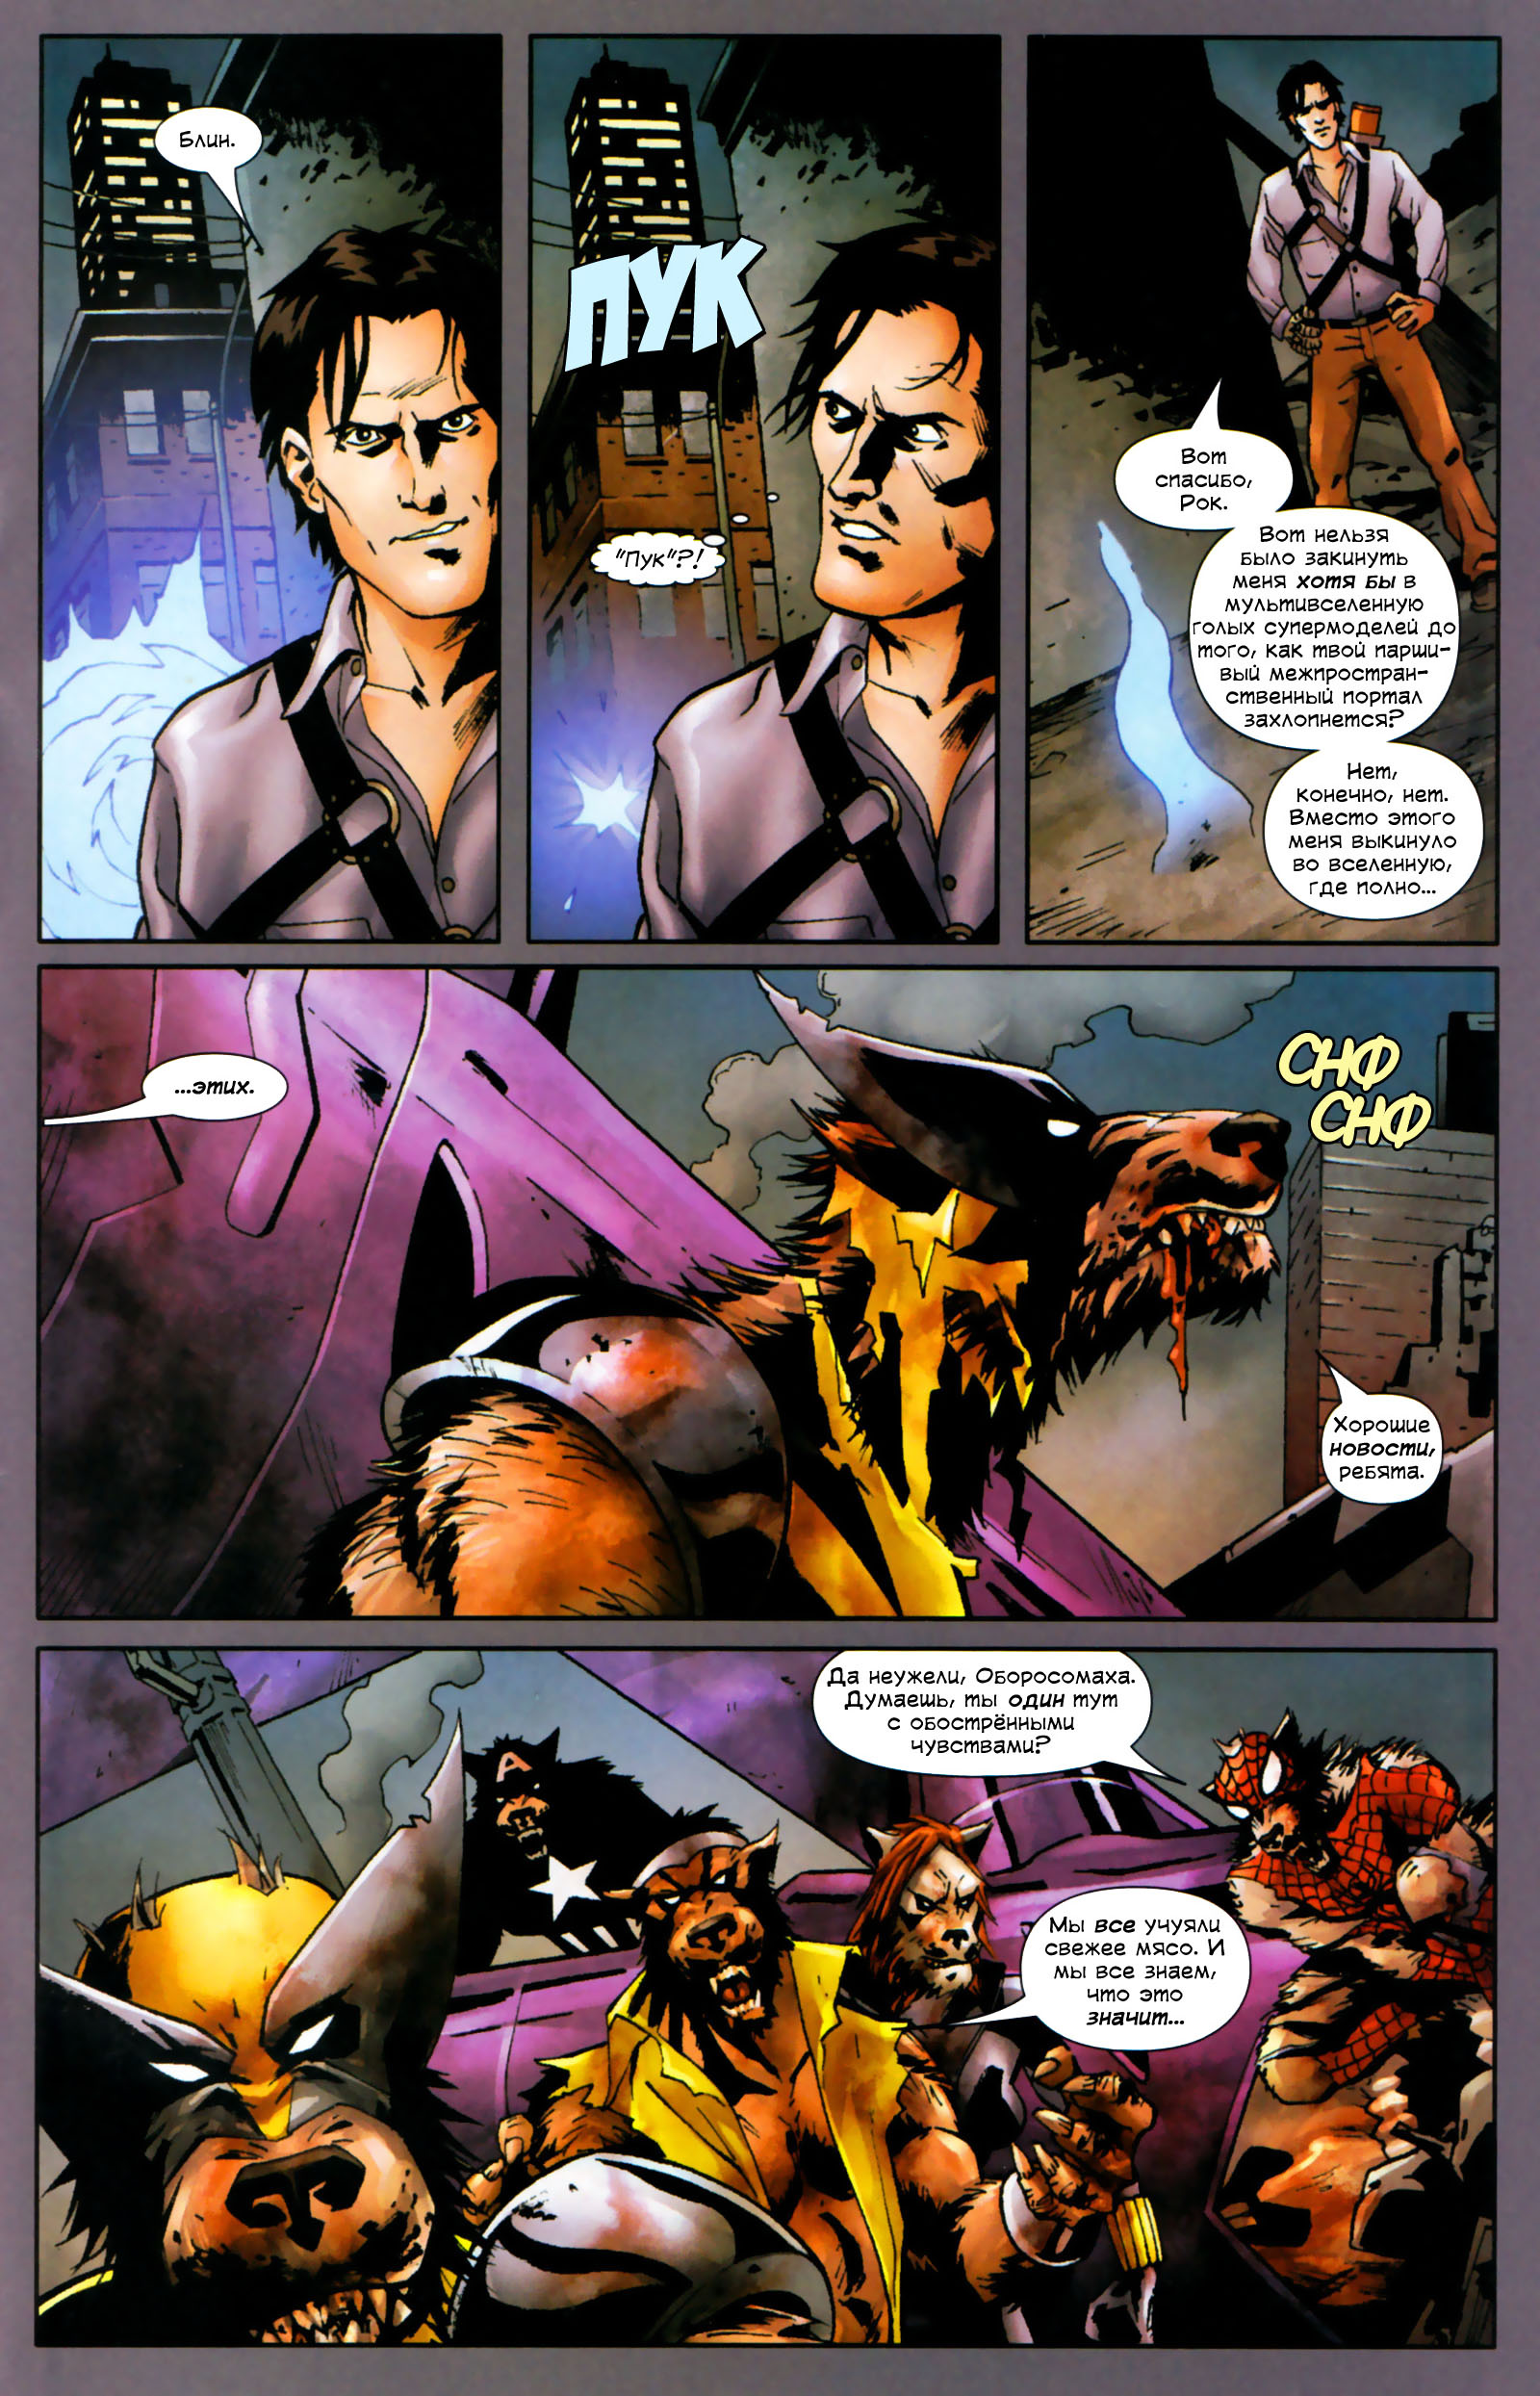 Блин.
ПУК
"Пук"?!
Вот
спасибо,
Рок.
Вот нельзя
было закинуть
меня хотя бы в
мультивселенную
голых супермоделей до
того, как твой парши-
вый межпростран-
ственный портал
захлопнется?
Нет,
конечно, нет.
Вместо этого
меня выкинуло
во вселенную,
где полно...
...этих.
СНФ
СНФ
Хорошие
новости,
ребята.
Да неужели, Оборосомаха.
Думаешь, ты один тут
с обострёнными
чувствами?
A
Мы все учуяли
свежее мясо. И
мы все знаем,
что это
значит...